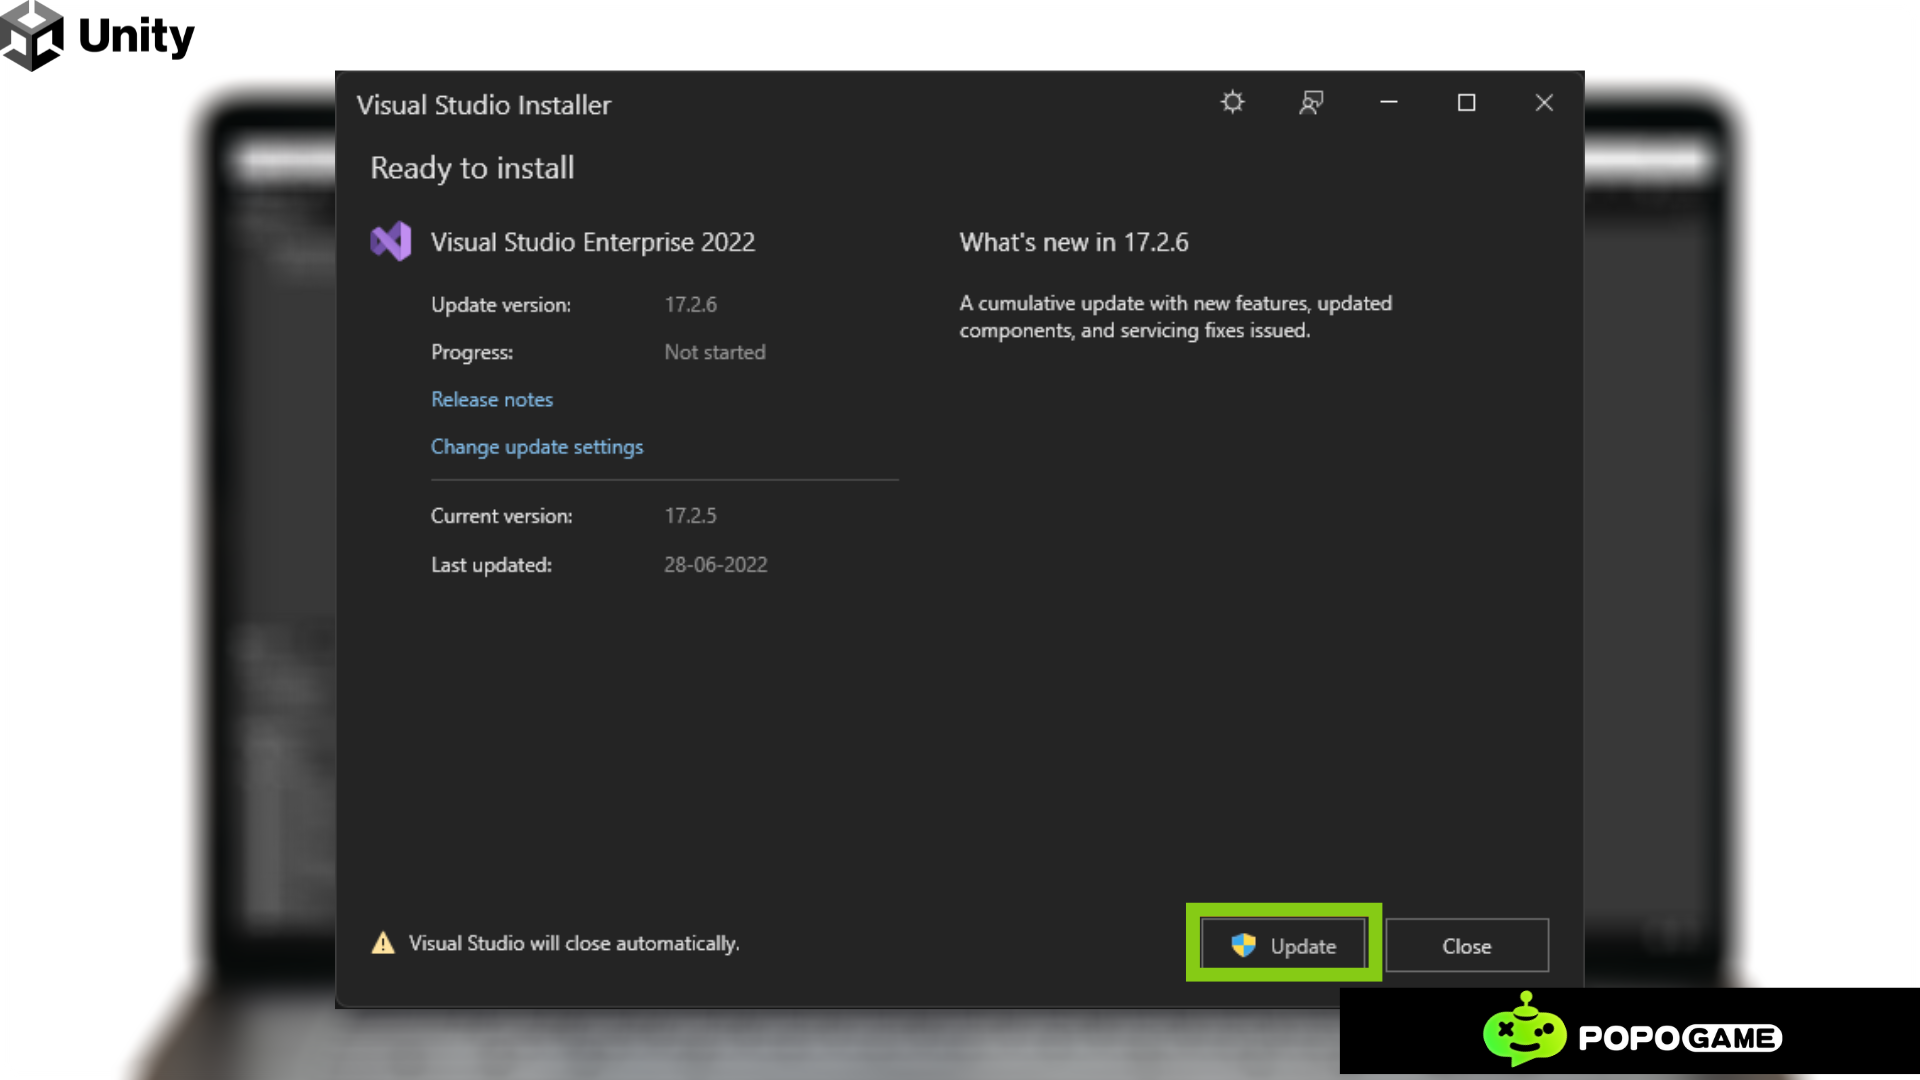 Unity
Visual Studio Installer
Ready to install
Visual Studio Enterprise 2022
Update version: 17.2.6
Progress: Not started
Release notes
Change update settings
Current version: 17.2.5
Last updated: 28-06-2022
What's new in 17.2.6
A cumulative update with new features, updated
components, and servicing fixes issued.
Visual Studio will close automatically.
Update
Close
POPOGAME